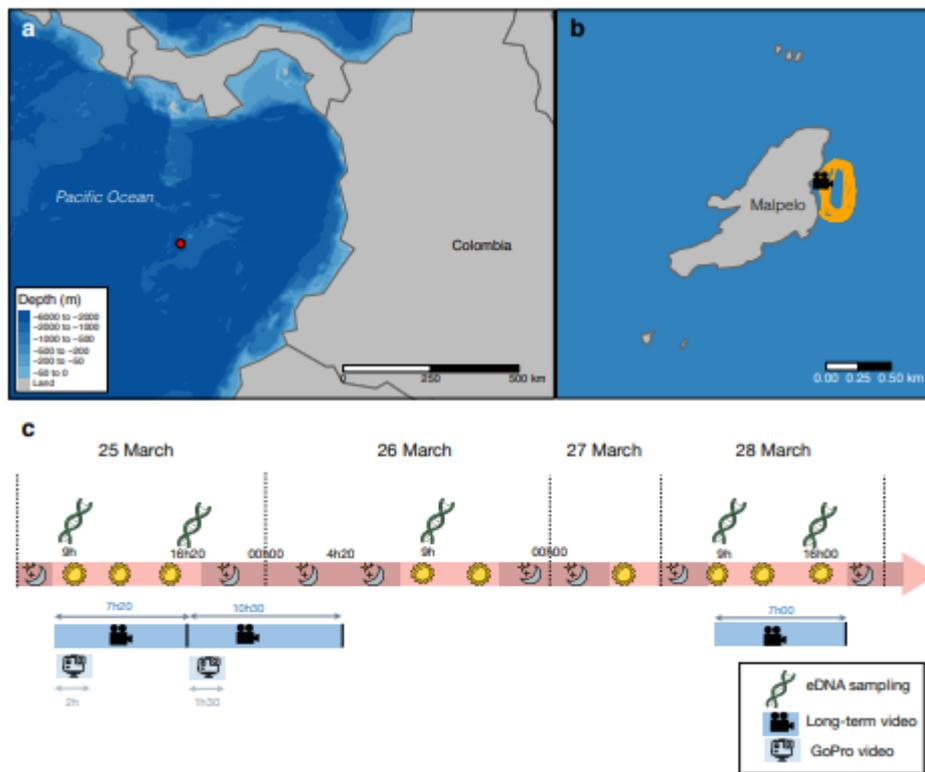 a
b
Pacific Ocean
Malpelo
Colombia
Depth (m)
−6000 to −2000
−2000 to −1000
−1000 to −500
−500 to −200
−200 to −50
−50 to 0
Land
0 250 500 km
0.00 0.25 0.50 km
c
25 March 26 March 27 March 28 March
9h 16h20 00h00 4h20 9h 00h00 9h 16h00
7h20 10h30 7h00
2h 1h30
eDNA sampling
Long-term video
GoPro video